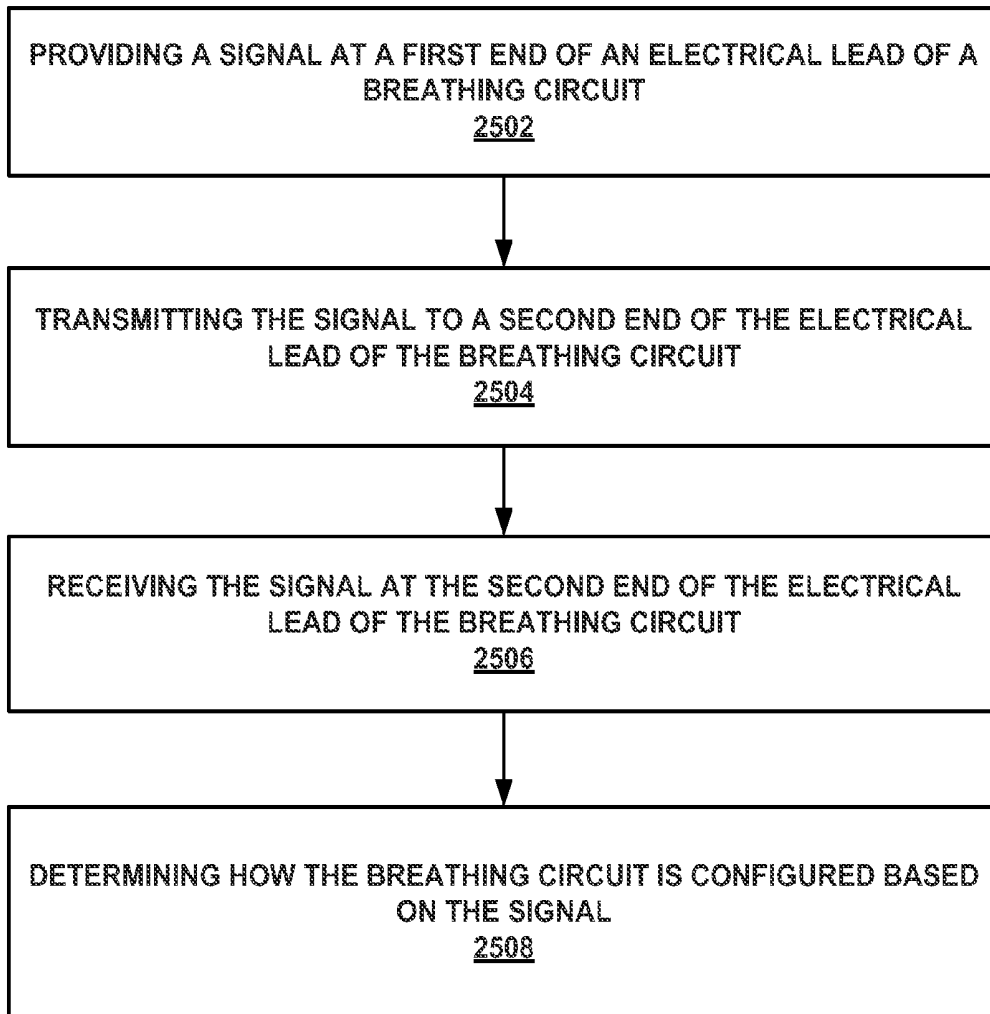 PROVIDING A SIGNAL AT A FIRST END OF AN ELECTRICAL LEAD OF A
BREATHING CIRCUIT
2502
TRANSMITTING THE SIGNAL TO A SECOND END OF THE ELECTRICAL
LEAD OF THE BREATHING CIRCUIT
2504
RECEIVING THE SIGNAL AT THE SECOND END OF THE ELECTRICAL
LEAD OF THE BREATHING CIRCUIT
2506
DETERMINING HOW THE BREATHING CIRCUIT IS CONFIGURED BASED
ON THE SIGNAL
2508